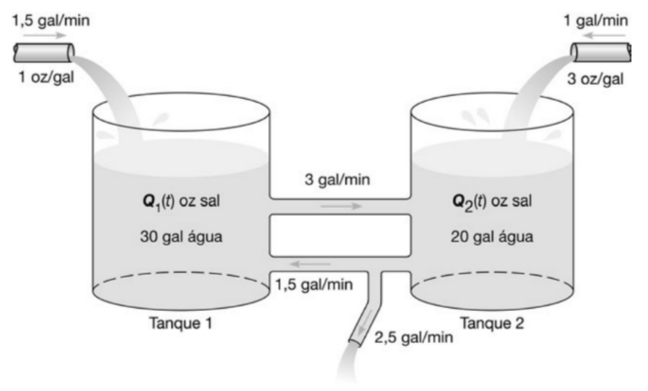 1,5 gal/min
1 oz/gal
1 gal/min
3 oz/gal
3 gal/min
Q₁(t) oz sal
30 gal água
Q₂(t) oz sal
20 gal água
1,5 gal/min
Tanque 1
2,5 gal/min
Tanque 2